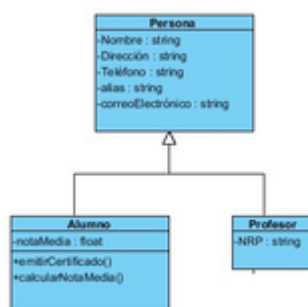 Persona
-Nombre : string
-Dirección : string
-Teléfono : string
-alias : string
-correoElectrónico : string
Alumno
-notaMedia : float
+emitirCertificado()
+calcularNotaMedia()
Profesor
-NRP : string